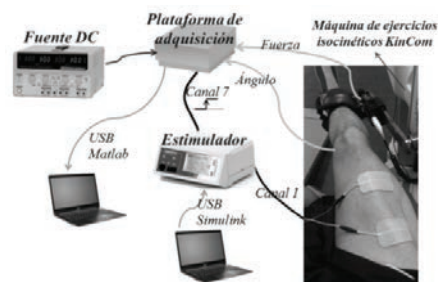 Plataforma de
adquisición
Fuente DC
Máquina de ejercicios
isocinéticos KinCom
Fuerza
Ángulo
Canal 7
USB
Matlab
Estimulador
Canal 1
USB
Simulink